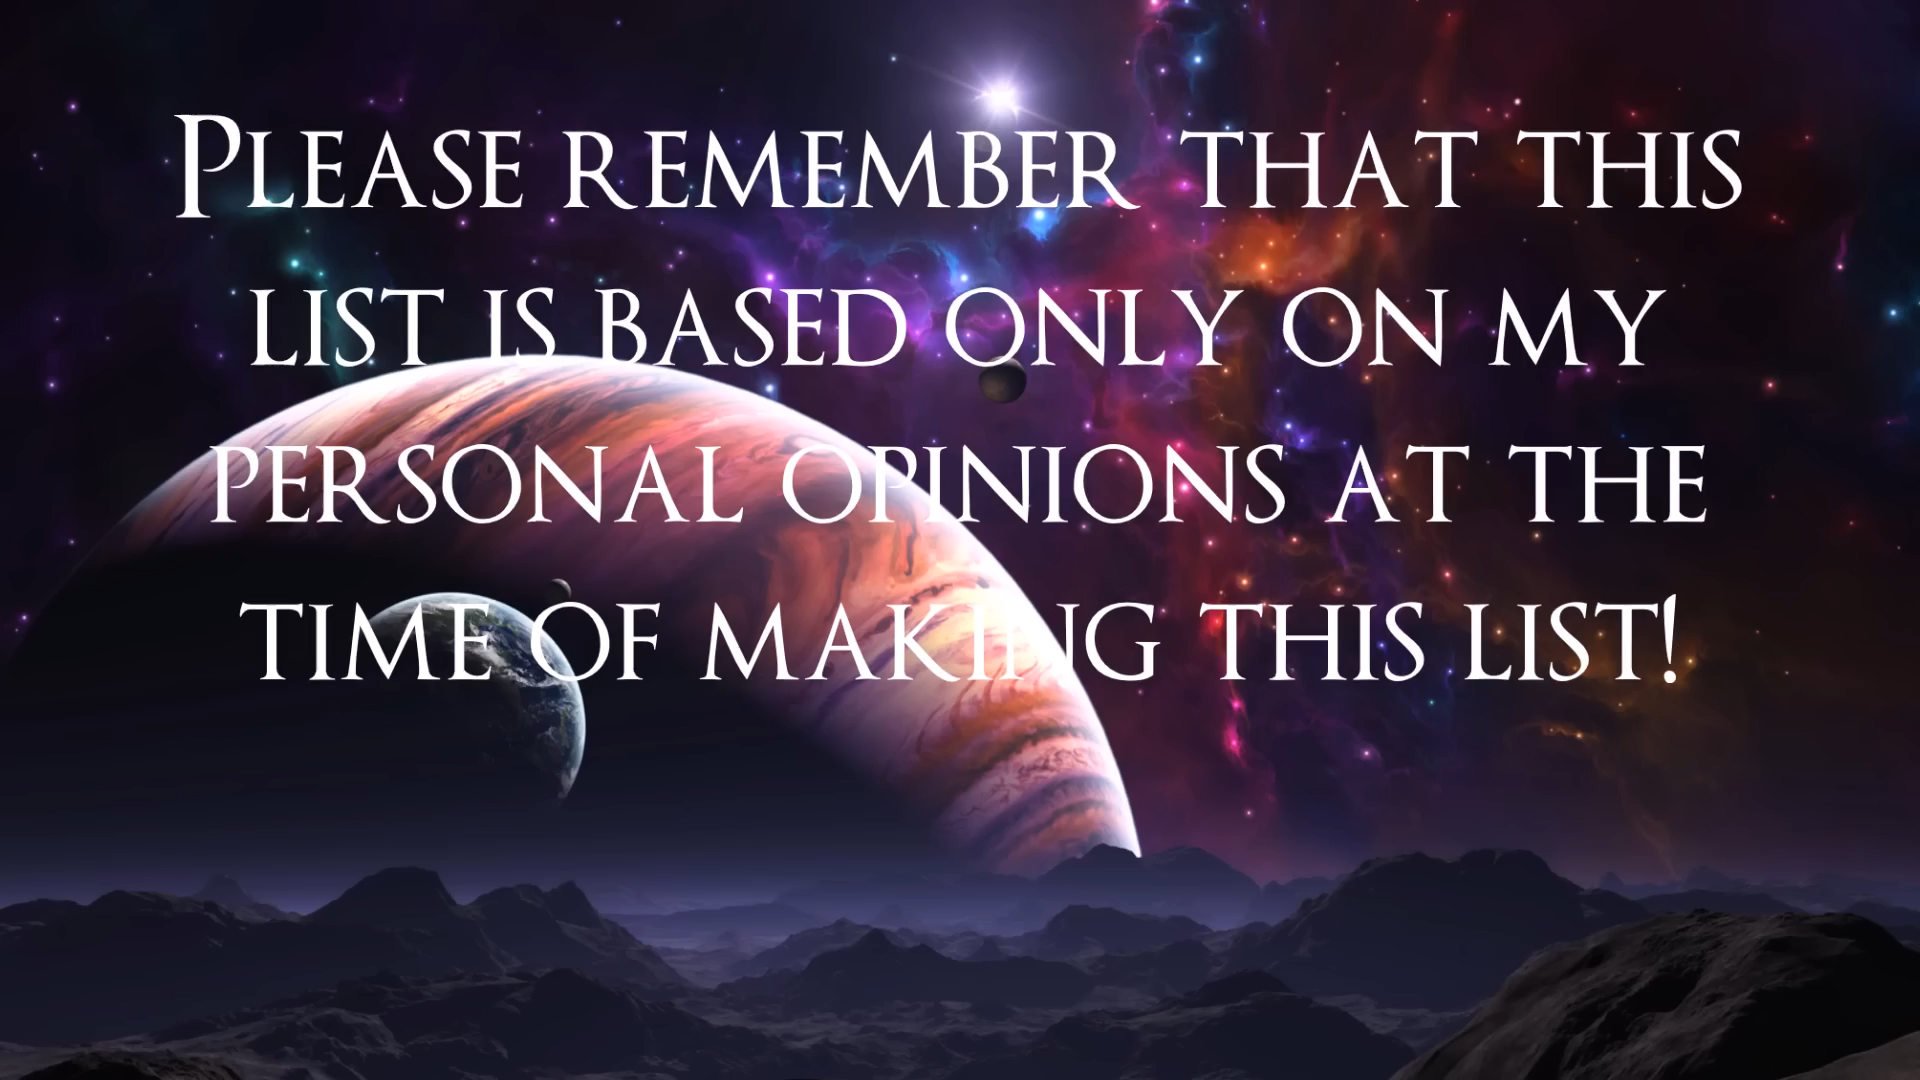 Please remember that this
list is based only on my
personal opinions at the
time of making this list!